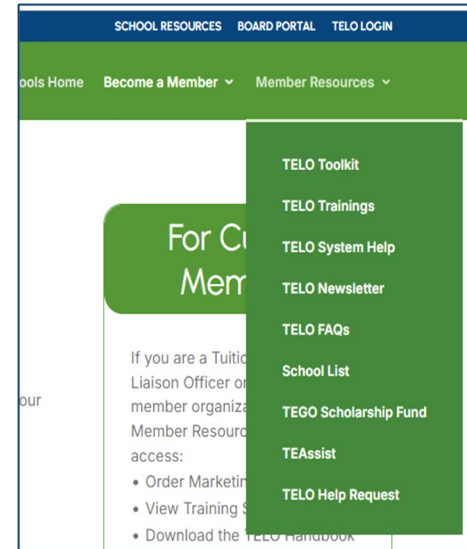 SCHOOL RESOURCES BOARD PORTAL TELO LOGIN
ools Home Become a Member Member Resources
TELO Toolkit
TELO Trainings
TELO System Help
TELO Newsletter
TELO FAQs
School List
TEGO Scholarship Fund
TEAssist
TELO Help Request
For Cu
Mem
If you are a Tuitio
Liaison Officer or
member organiza
Member Resourc
access:
• Order Marketin
• View Training S
• Download the TELO Handbook
our